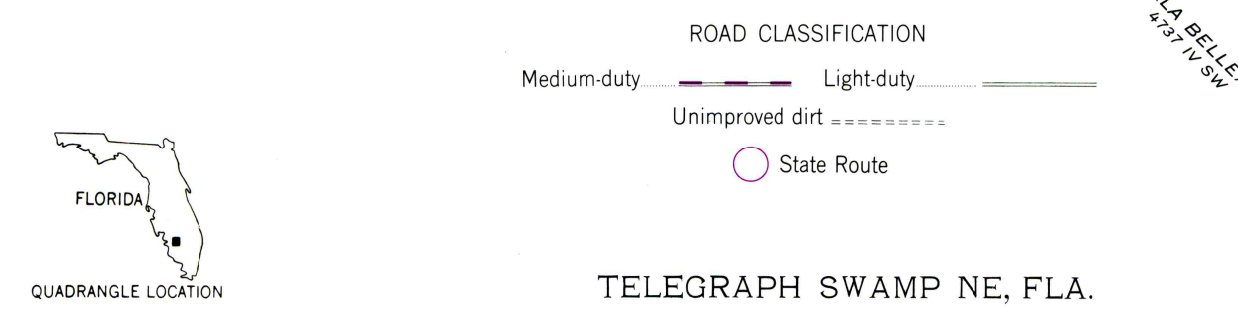 ROAD CLASSIFICATION
Medium-duty Light-duty
Unimproved dirt
State Route
LA BELLE
4737 IV SW
FLORIDA
QUADRANGLE LOCATION
TELEGRAPH SWAMP NE, FLA.